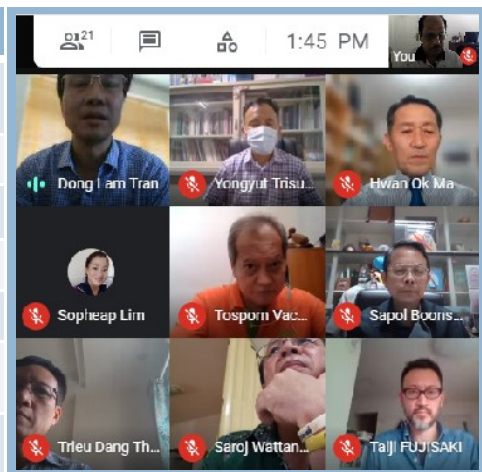 21
1:45 PM
You
Dong Lam Tran
Yongyut Trisu...
Hwan Ok Ma
Sopheap Lim
Tosporn Vac...
Sapol Boons...
Trieu Dang Th...
Saroj Wattan...
Taiji FUJISAKI